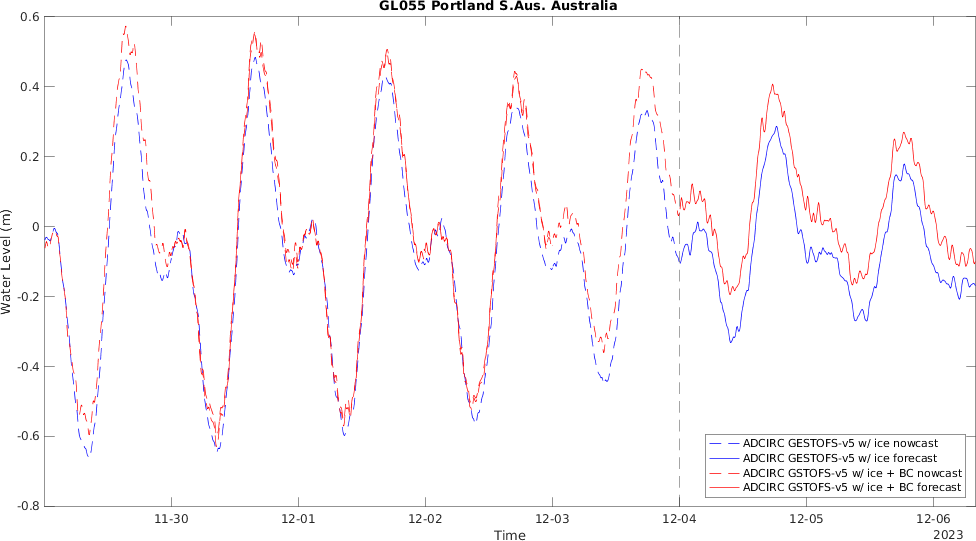 GL055 Portland S.Aus. Australia
0.6
0.4
0.2
0
-0.2
-0.4
-0.6
-0.8
Water Level (m)
ADCIRC GESTOFS-v5 w/ ice nowcast
ADCIRC GESTOFS-v5 w/ ice forecast
ADCIRC GSTOFS-v5 w/ ice + BC nowcast
ADCIRC GSTOFS-v5 w/ ice + BC forecast
11-30 12-01 12-02 12-03 12-04 12-05 12-06
Time
2023